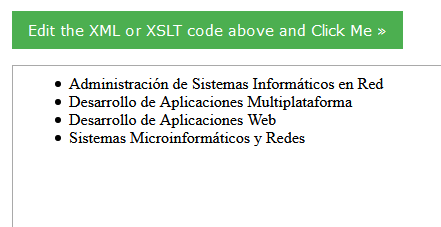 Edit the XML or XSLT code above and Click Me »
Administración de Sistemas Informáticos en Red
Desarrollo de Aplicaciones Multiplataforma
Desarrollo de Aplicaciones Web
Sistemas Microinformáticos y Redes